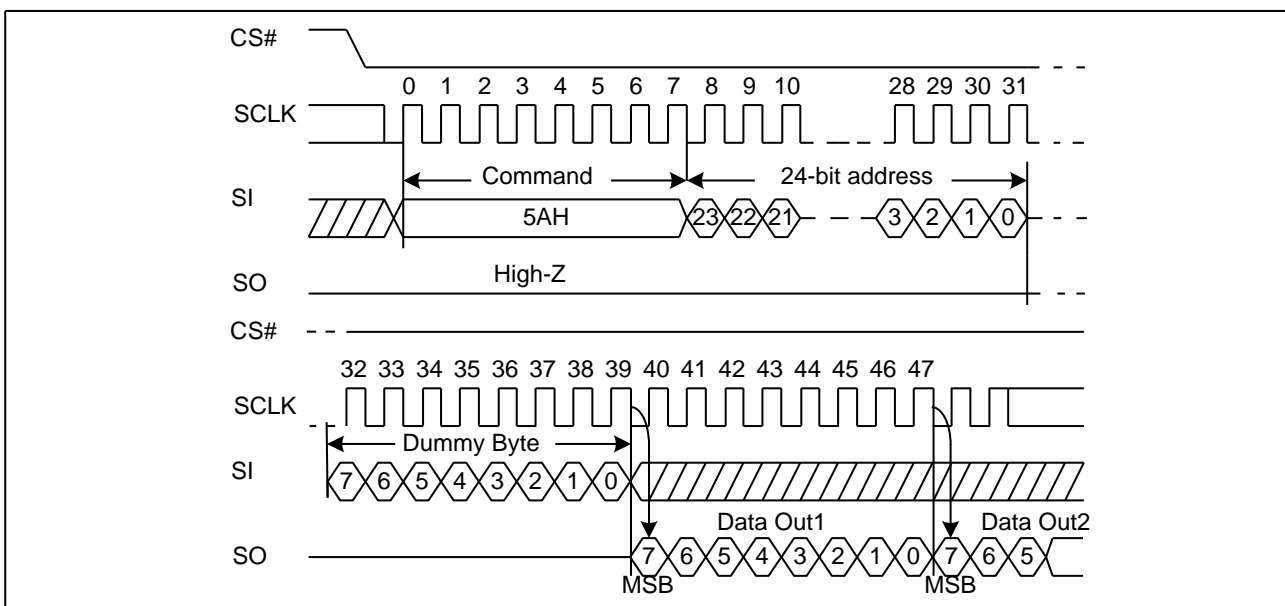 CS#
0 1 2 3 4 5 6 7 8 9 10 28 29 30 31
SCLK
Command 24-bit address
SI
5AH 23 22 21 3 2 1 0
High-Z
SO
CS#
32 33 34 35 36 37 38 39 40 41 42 43 44 45 46 47
SCLK
Dummy Byte
SI
7 6 5 4 3 2 1 0
Data Out1 Data Out2
SO
7 6 5 4 3 2 1 0 7 6 5
MSB MSB